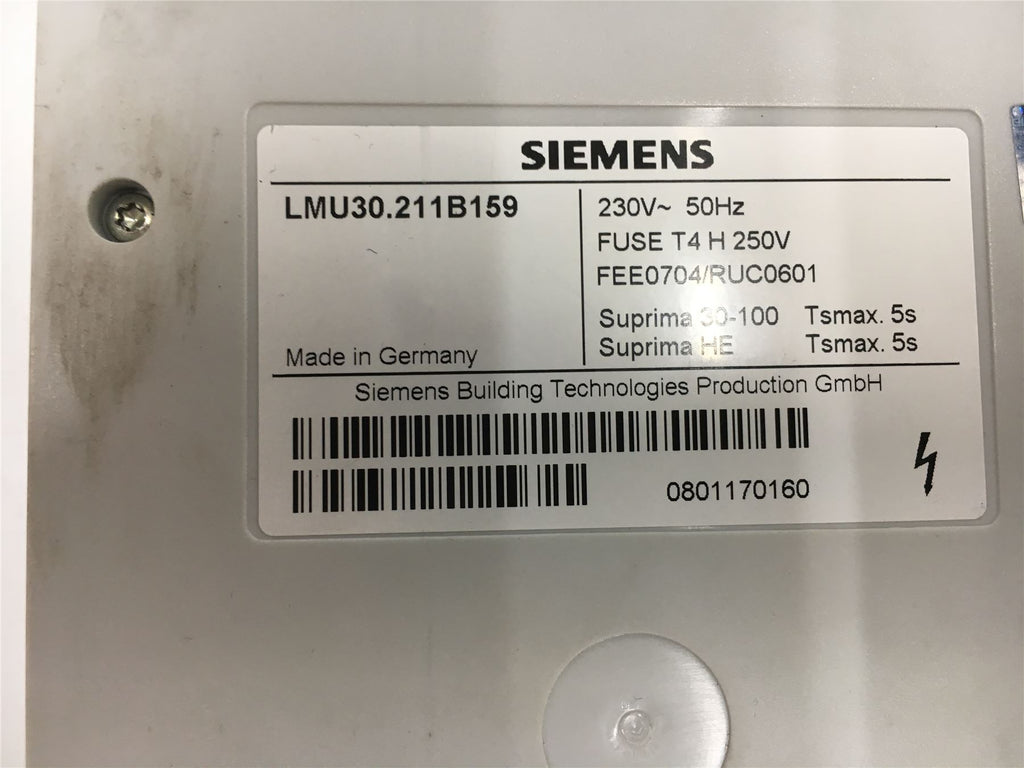 SIEMENS
LMU30.211B159
230V~ 50Hz
FUSE T4 H 250V
FEE0704/RUC0601
Suprima 30-100 Tsmax. 5s
Suprima HE Tsmax. 5s
Made in Germany
Siemens Building Technologies Production GmbH
0801170160